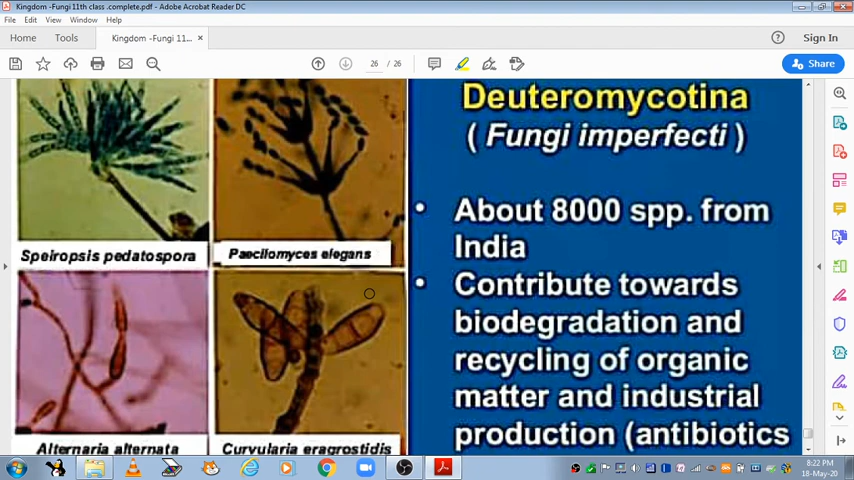 Kingdom -Fungi 11th class .complete.pdf - Adobe Acrobat Reader DC
File Edit View Window Help
Home Tools Kingdom -Fungi 11... × Sign In
26 / 26 Share
Deuteromycotina
( Fungi imperfecti )
• About 8000 spp. from
India
• Contribute towards
biodegradation and
recycling of organic
matter and industrial
production (antibiotics
Speiropsis pedatospora
Paecilomyces elegans
Alternaria alternata
Curvularia eragrostidis
8:22 PM
18-May-20